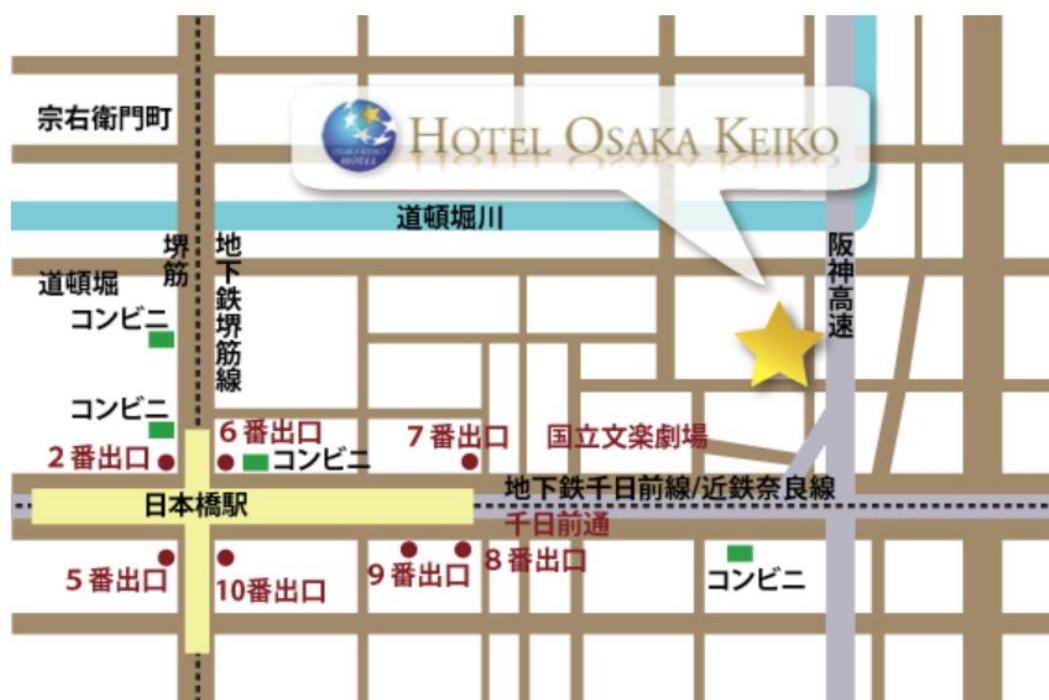 宗右衛門町
HOTEL OSAKA KEIKO
OSAKA KEIKO
HOTEL
道頓堀川
堺筋
地下鉄堺筋線
阪神高速
道頓堀
コンビニ
コンビニ
6番出口
7番出口
国立文楽劇場
2番出口
コンビニ
地下鉄千日前線/近鉄奈良線
日本橋駅
千日前通
5番出口
10番出口
9番出口
8番出口
コンビニ